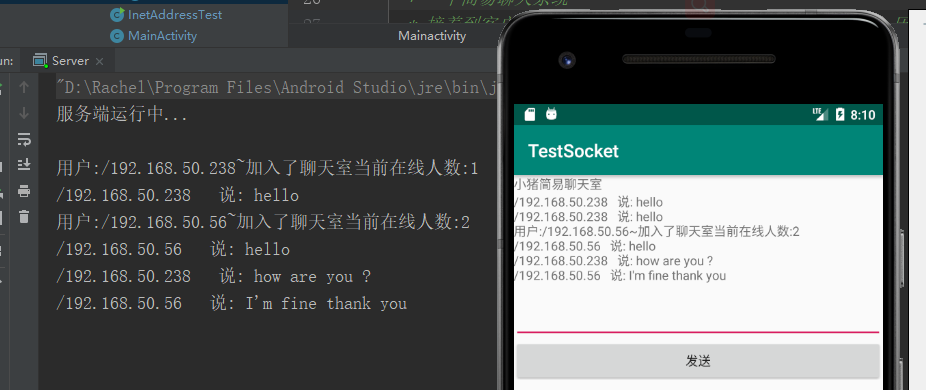 InetAddressTest
MainActivity
Mainactivity
un:
Server
"D:\Rachel\Program Files\Android Studio\jre\bin\j
服务端运行中...
用户:/192.168.50.238~加入了聊天室当前在线人数:1
/192.168.50.238 说: hello
用户:/192.168.50.56~加入了聊天室当前在线人数:2
/192.168.50.56 说: hello
/192.168.50.238 说: how are you ?
/192.168.50.56 说: I'm fine thank you
LTE
8:10
TestSocket
小猪简易聊天室
/192.168.50.238 说: hello
/192.168.50.238 说: hello
用户:/192.168.50.56~加入了聊天室当前在线人数:2
/192.168.50.56 说: hello
/192.168.50.238 说: how are you ?
/192.168.50.56 说: I'm fine thank you
发送